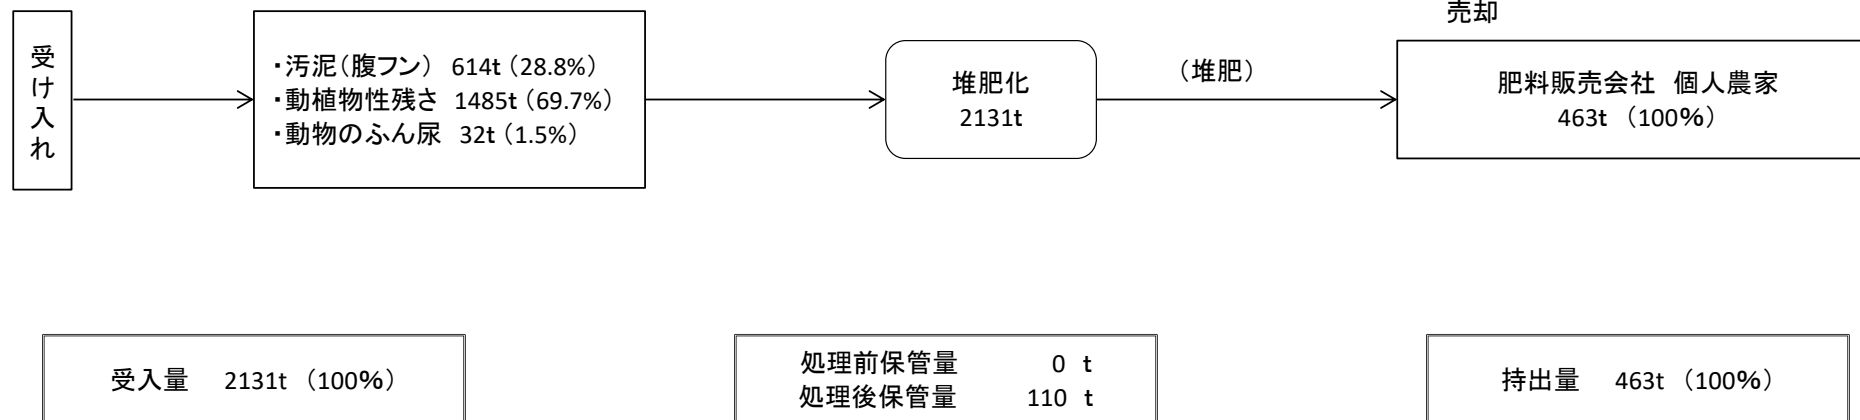 受け入れ
・汚泥（腹フン） 614t（28.8%）
・動植物性残さ 1485t（69.7%）
・動物のふん尿 32t（1.5%）
堆肥化
2131t
（堆肥）
売却
肥料販売会社 個人農家
463t （100%）
受入量 2131t （100%）
処理前保管量 0 t
処理後保管量 110 t
持出量 463t （100%）